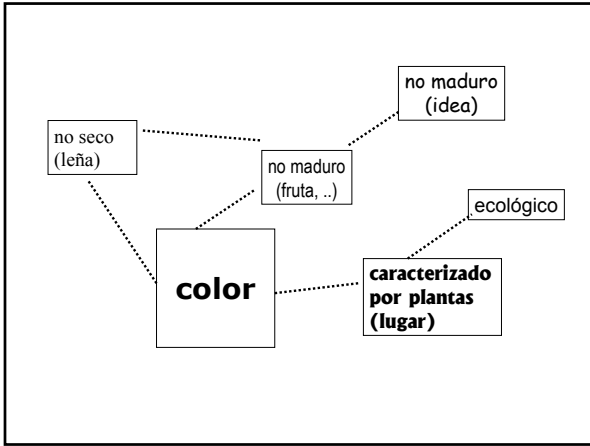 no maduro
(idea)
no seco
(leña)
no maduro
(fruta, ..)
ecológico
color
caracterizado
por plantas
(lugar)